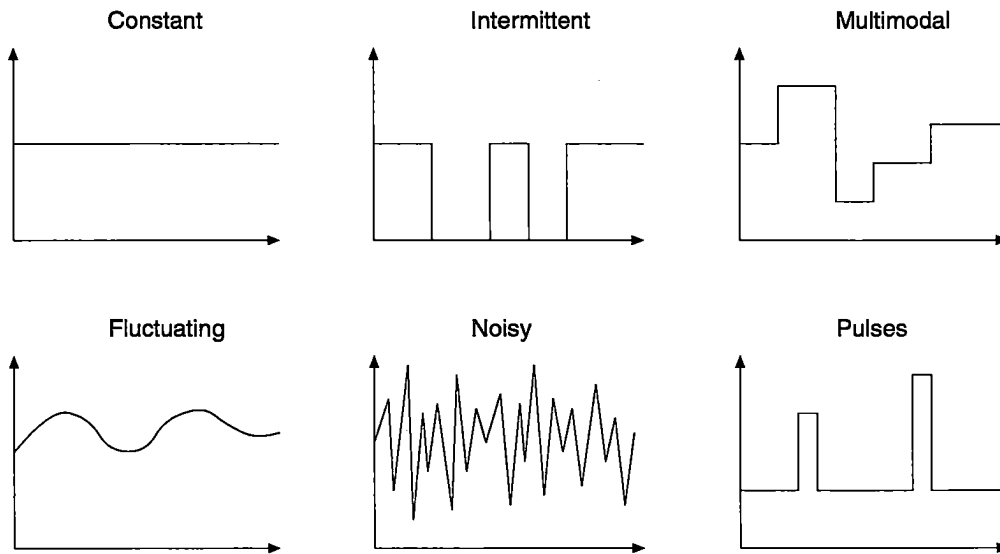 Constant
Intermittent
Multimodal
Fluctuating
Noisy
Pulses